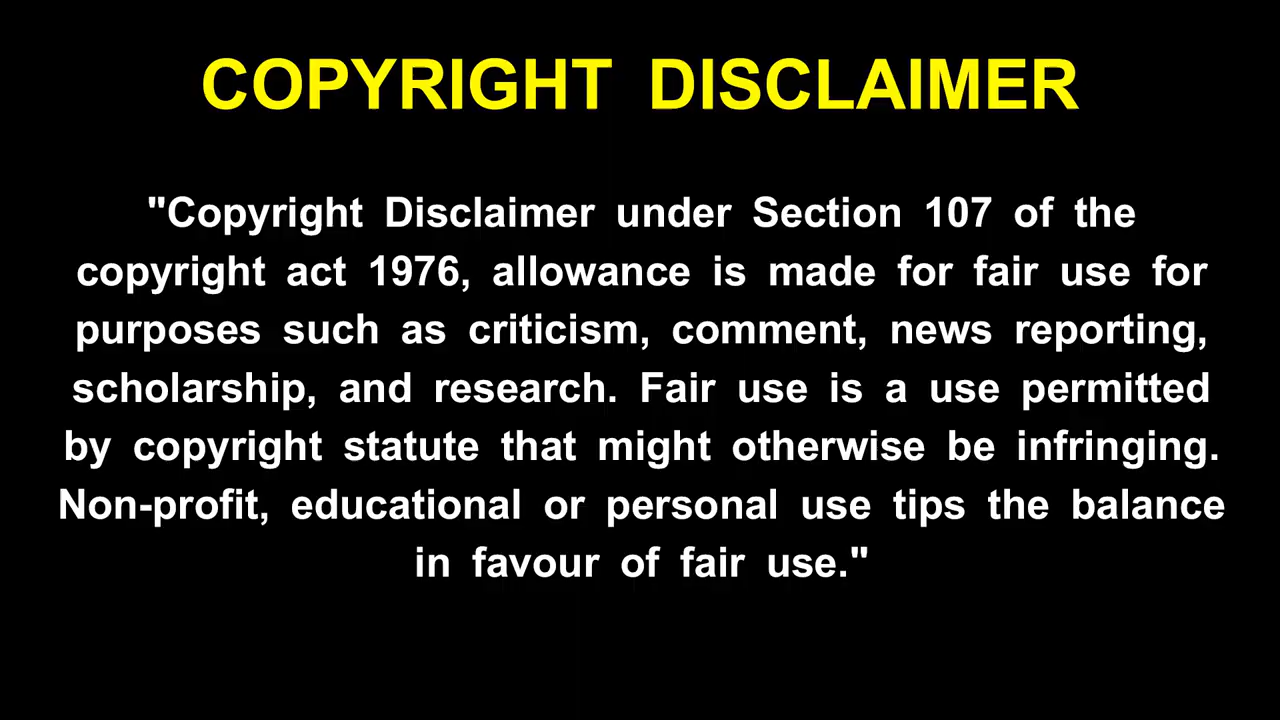 COPYRIGHT DISCLAIMER
"Copyright Disclaimer under Section 107 of the
copyright act 1976, allowance is made for fair use for
purposes such as criticism, comment, news reporting,
scholarship, and research. Fair use is a use permitted
by copyright statute that might otherwise be infringing.
Non-profit, educational or personal use tips the balance
in favour of fair use."